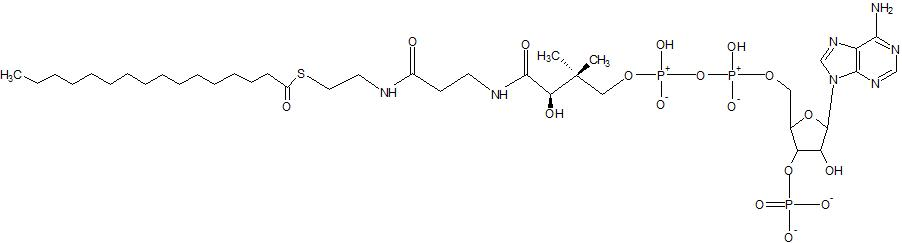 NH₂
O O H₃C CH₃ OH OH N N
H₃C S O P⁺ O P⁺ O N N
O NH NH OH O⁻ O⁻ N
O
O OH
O P O⁻
O⁻